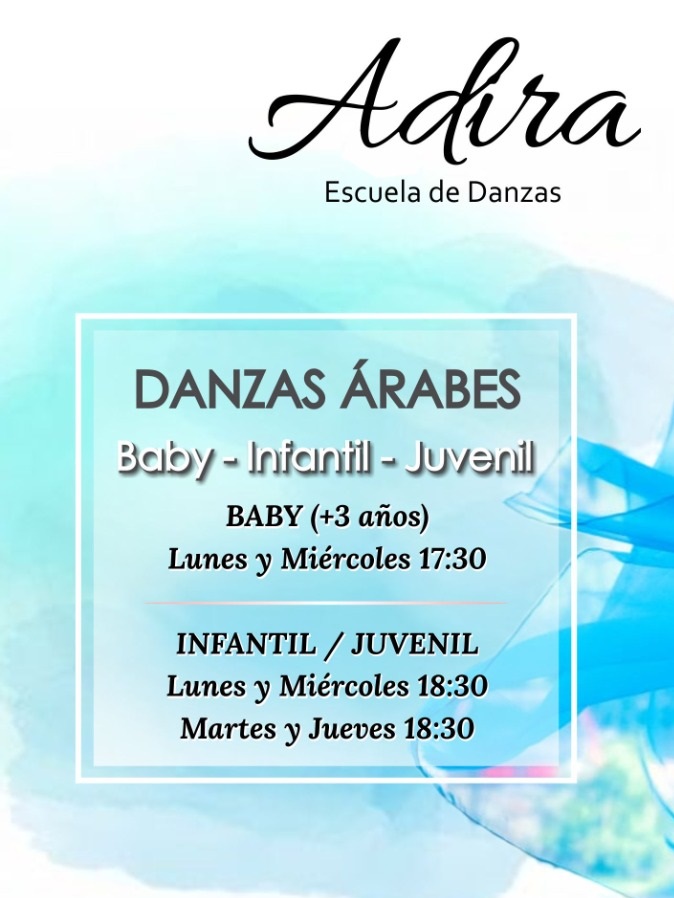 Adira
Escuela de Danzas
DANZAS ÁRABES
Baby - Infantil - Juvenil
BABY (+3 años)
Lunes y Miércoles 17:30
INFANTIL / JUVENIL
Lunes y Miércoles 18:30
Martes y Jueves 18:30